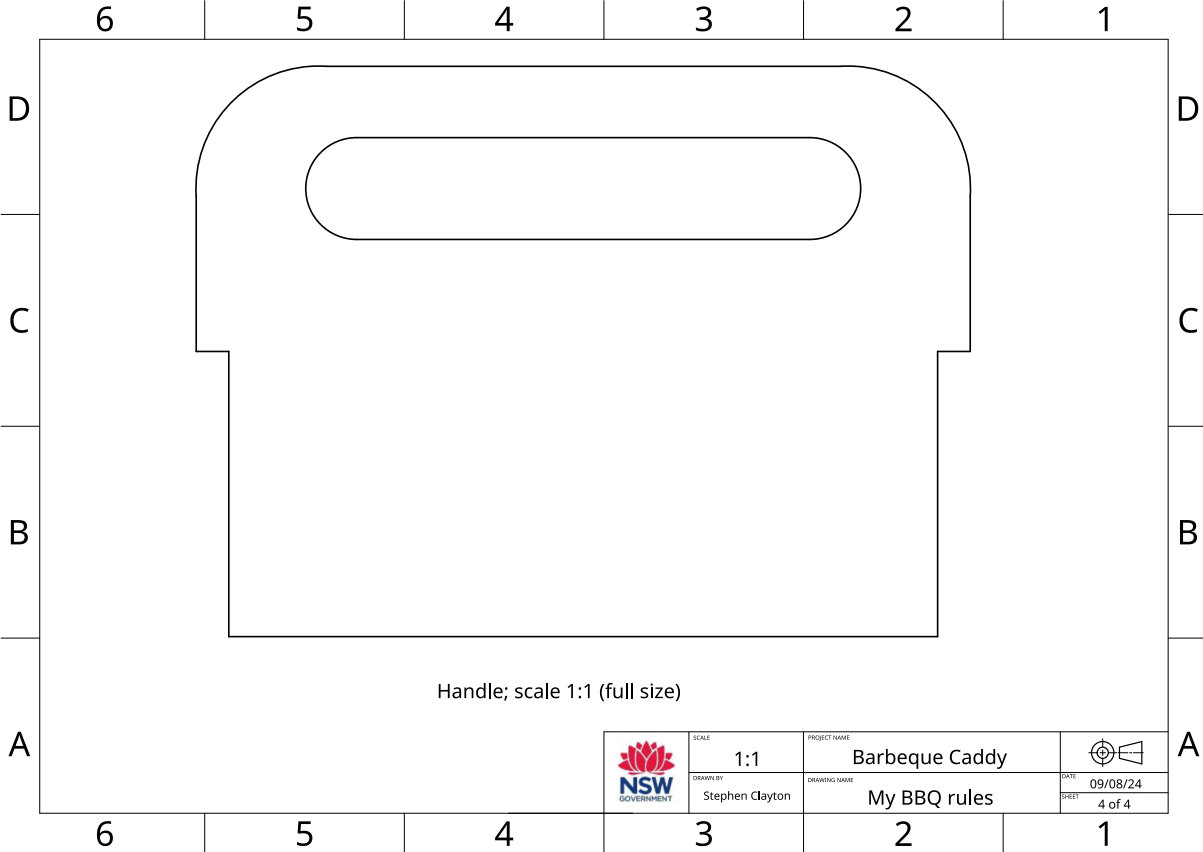 6 5 4 3 2 1
D D
C C
B B
Handle; scale 1:1 (full size)
A A
SCALE
1:1
PROJECT NAME
Barbeque Caddy
DRAWN BY
Stephen Clayton
DRAWING NAME
My BBQ rules
DATE
09/08/24
SHEET
4 of 4
NSW
GOVERNMENT
6 5 4 3 2 1